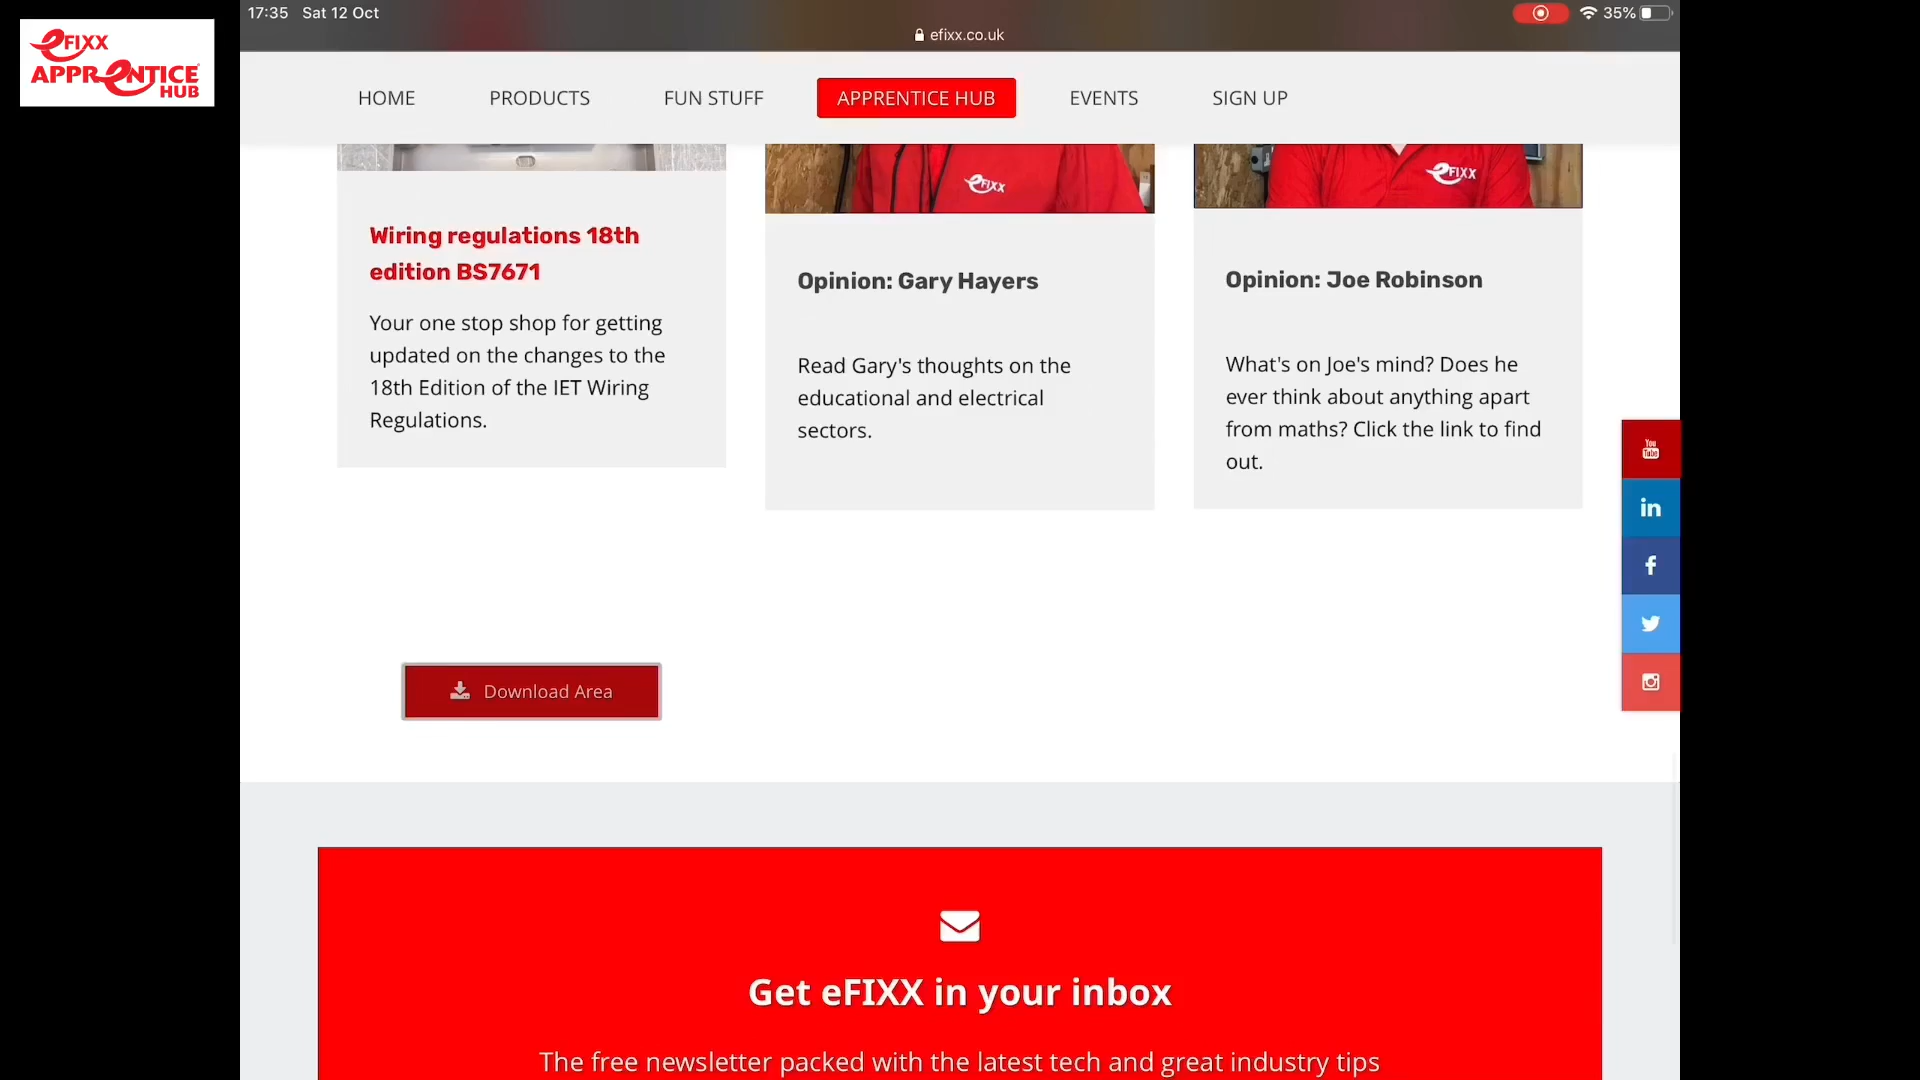 eFIXX
APPRENTICE
HUB
17:35 Sat 12 Oct
35%
efixx.co.uk
HOME PRODUCTS FUN STUFF APPRENTICE HUB EVENTS SIGN UP
eFIXX
eFIXX
Wiring regulations 18th
edition BS7671
Your one stop shop for getting
updated on the changes to the
18th Edition of the IET Wiring
Regulations.
Opinion: Gary Hayers
Read Gary's thoughts on the
educational and electrical
sectors.
Opinion: Joe Robinson
What's on Joe's mind? Does he
ever think about anything apart
from maths? Click the link to find
out.
You
Tube
in
f
Download Area
Get eFIXX in your inbox
The free newsletter packed with the latest tech and great industry tips